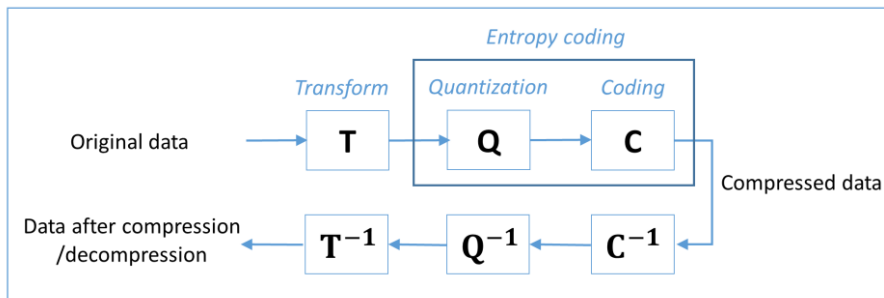 Entropy coding
Transform
Quantization
Coding
Original data
T
Q
C
Compressed data
Data after compression
/decompression
T⁻¹
Q⁻¹
C⁻¹